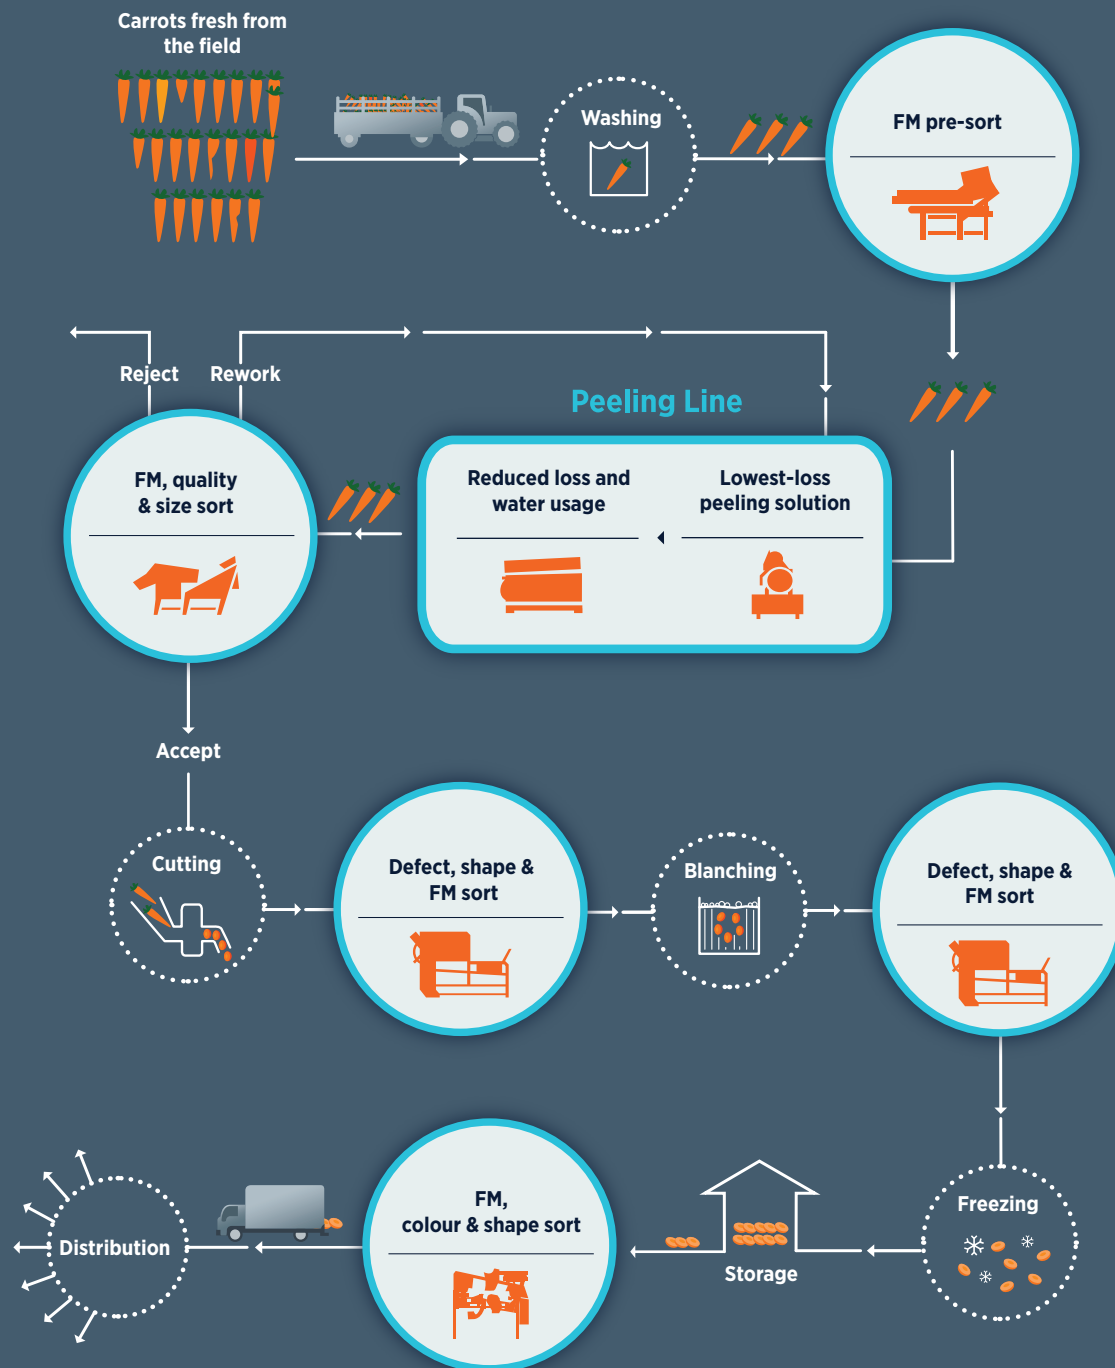 Carrots fresh from
the field
Washing
FM pre-sort
Reject
Rework
Peeling Line
FM, quality
& size sort
Reduced loss and
water usage
Lowest-loss
peeling solution
Accept
Cutting
Defect, shape &
FM sort
Blanching
Defect, shape &
FM sort
Distribution
FM,
colour & shape sort
Storage
Freezing